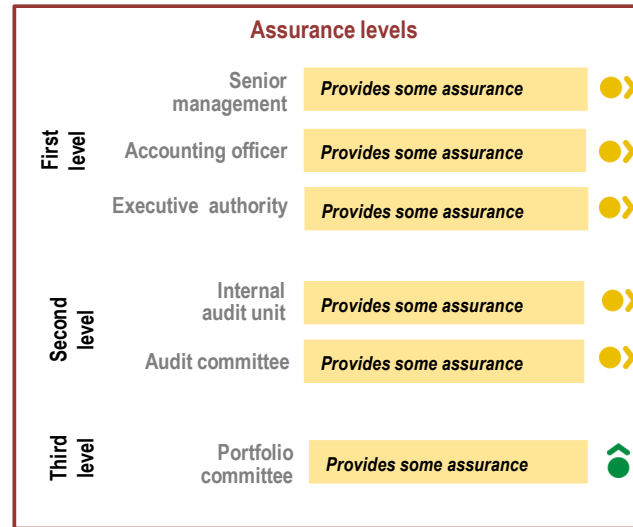 Assurance levels
First
level
Senior
management
Provides some assurance
Accounting officer
Provides some assurance
Executive authority
Provides some assurance
Second
level
Internal
audit unit
Provides some assurance
Audit committee
Provides some assurance
Third
level
Portfolio
committee
Provides some assurance